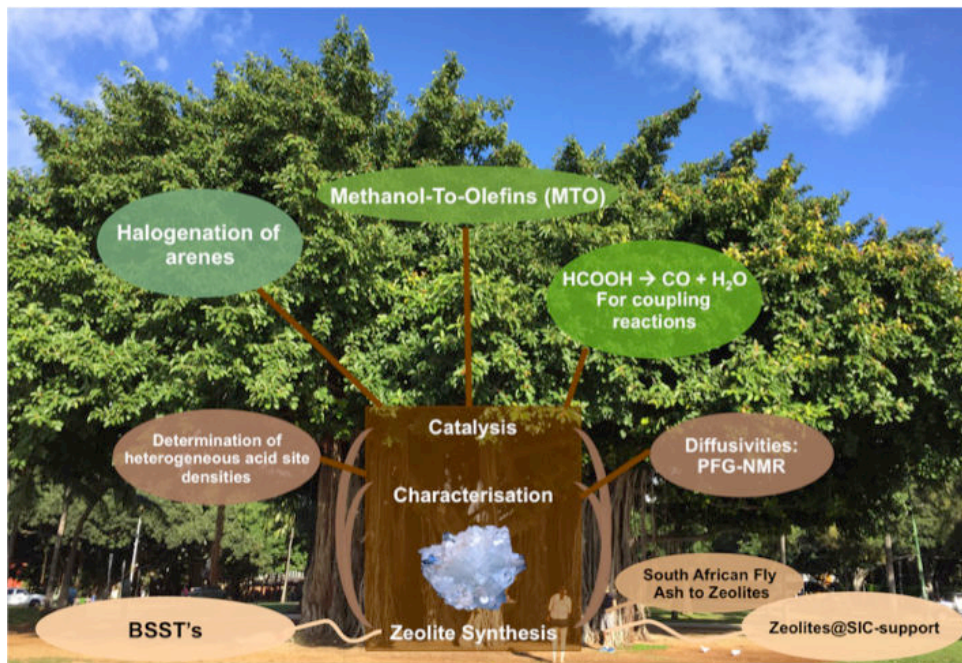 Methanol-To-Olefins (MTO)
Halogenation of
arenes
HCOOH → CO + H₂O
For coupling
reactions
Catalysis
Determination of
heterogeneous acid site
densities
Diffusivities:
PFG-NMR
Characterisation
South African Fly
Ash to Zeolites
BSST's
Zeolite Synthesis
Zeolites@SIC-support